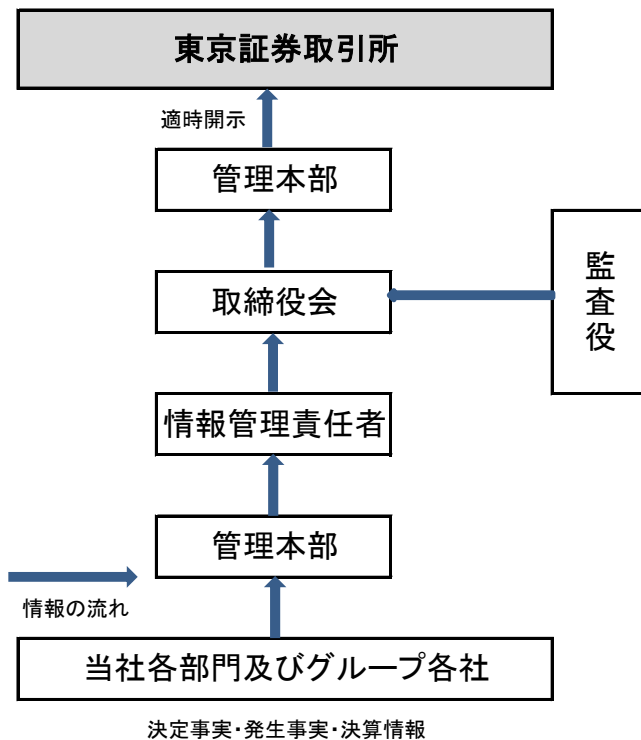 東京証券取引所
適時開示
管理本部
取締役会
監査役
情報管理責任者
管理本部
情報の流れ
当社各部門及びグループ各社
決定事実・発生事実・決算情報